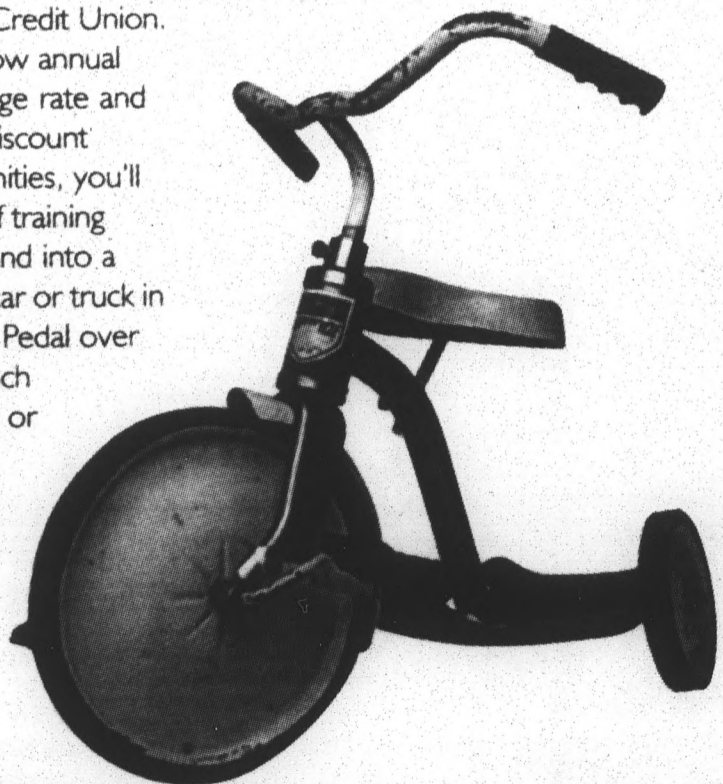 Credit Union.
ow annual
ge rate and
iscount
nities, you'll
f training
nd into a
ar or truck in
Pedal over
ch
or